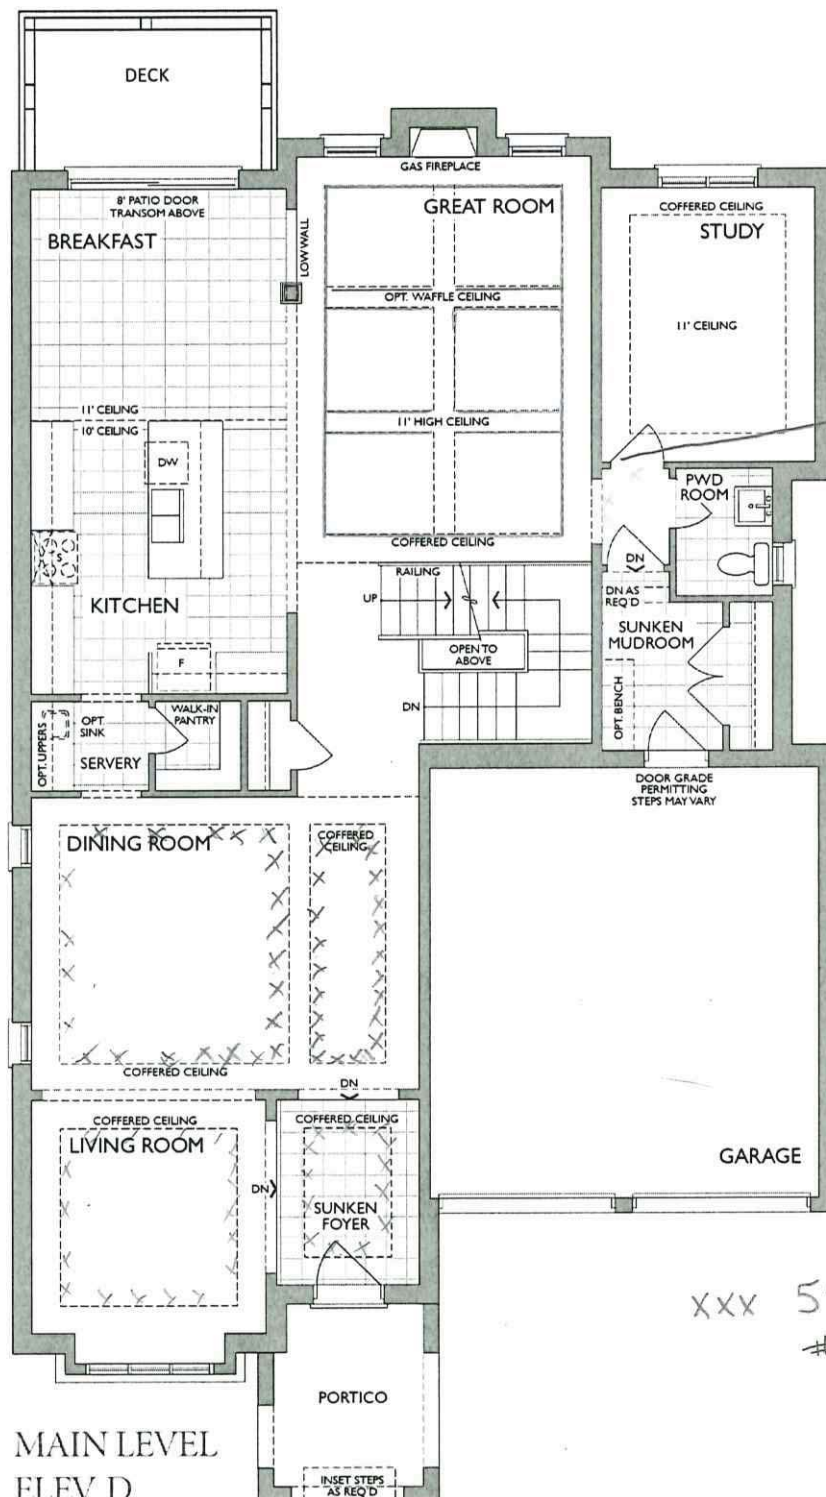 DECK
GAS FIREPLACE
8' PATIO DOOR
TRANSOM ABOVE
BREAKFAST
LOW WALL
GREAT ROOM
COFFERED CEILING
STUDY
OPT. WAFFLE CEILING
11' CEILING
11' CEILING
10' CEILING
11' HIGH CEILING
DW
PWD
ROOM
COFFERED CEILING
RAILING
UP
DN
DN AS
REQ'D
KITCHEN
SUNKEN
MUDROOM
F
OPEN TO
ABOVE
DN
OPT. BENCH
WALK-IN
PANTRY
OPT. UPPERS
OPT.
SINK
SERVERY
DOOR GRADE
PERMITTING
STEPS MAY VARY
DINING ROOM
COFFERED
CEILING
COFFERED CEILING
DN
COFFERED CEILING
COFFERED CEILING
LIVING ROOM
GARAGE
DN
SUNKEN
FOYER
XXX 5
#
PORTICO
MAIN LEVEL
ELEV. D
INSET STEPS
AS REQ'D